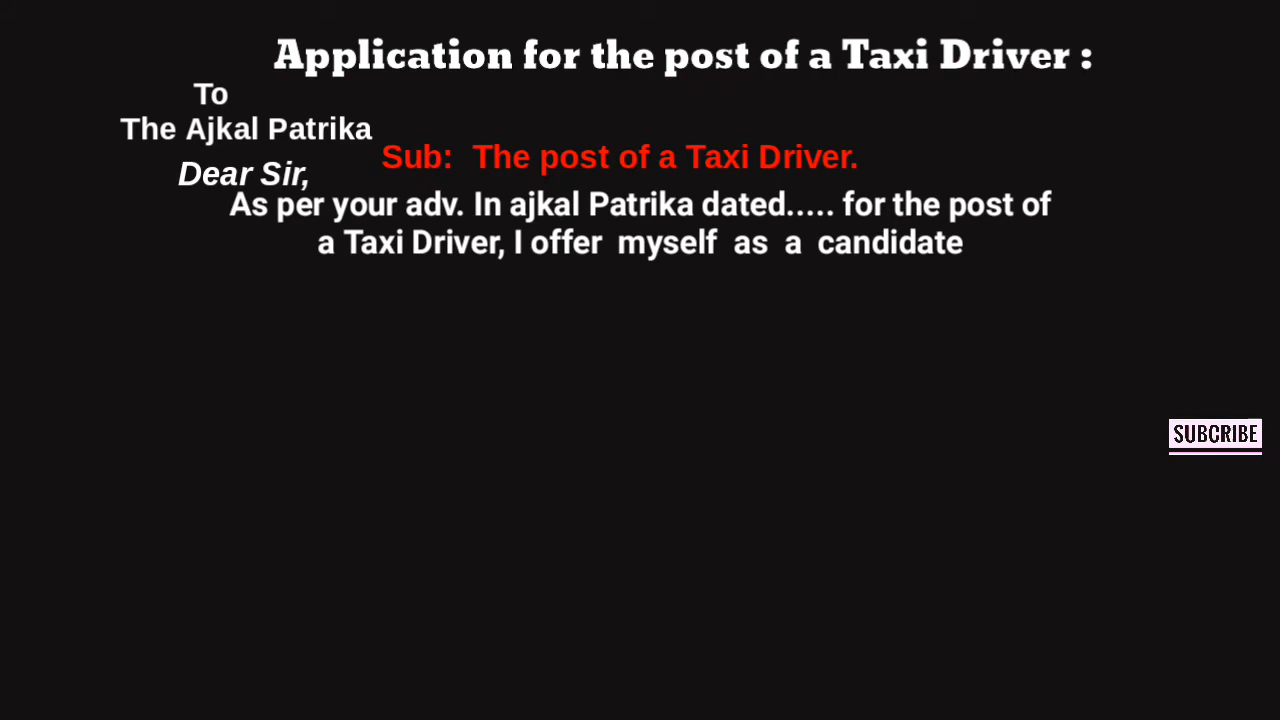 Application for the post of a Taxi Driver :
To
The Ajkal Patrika
Sub: The post of a Taxi Driver.
Dear Sir,
As per your adv. In ajkal Patrika dated..... for the post of
a Taxi Driver, I offer myself as a candidate
SUBCRIBE